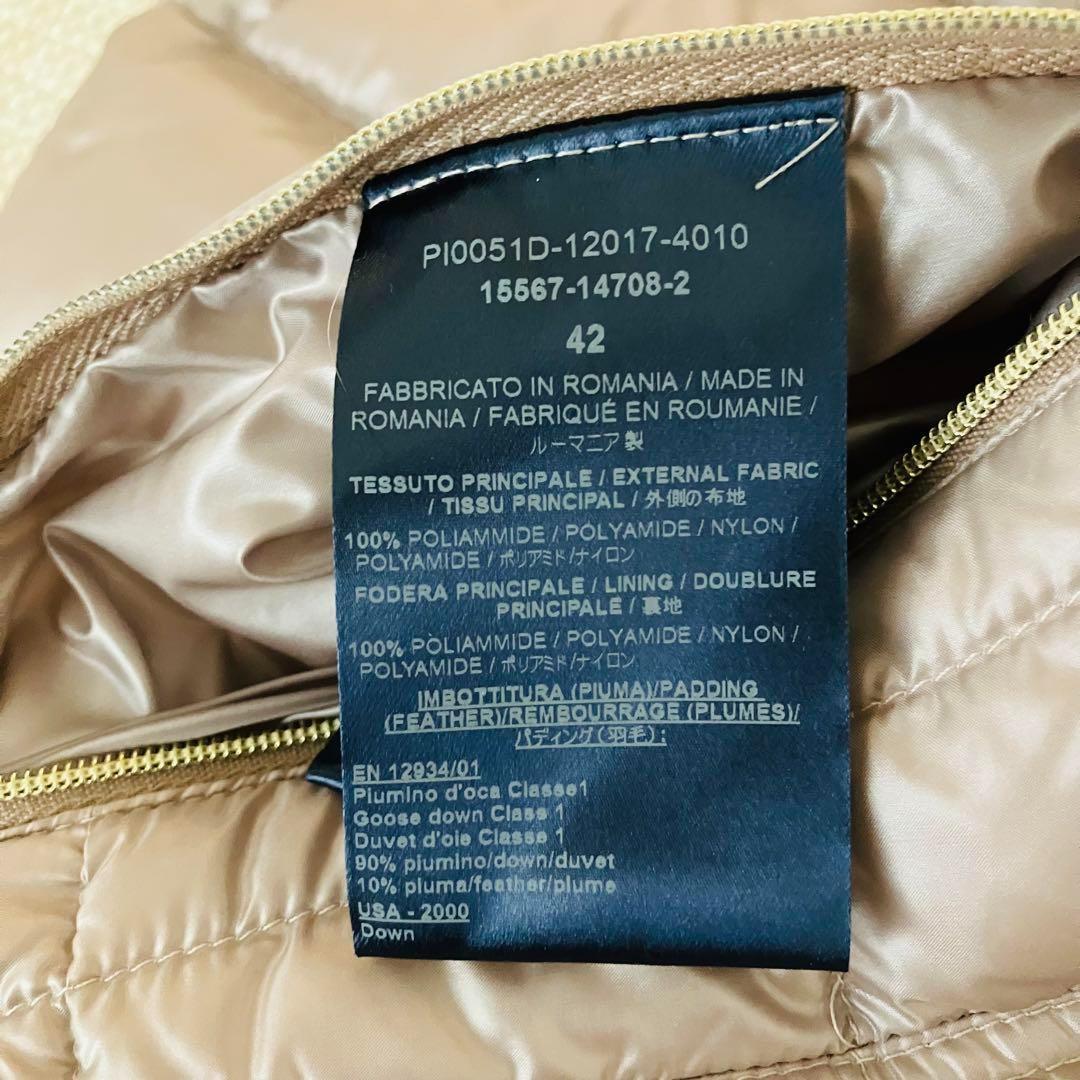 PI0051D-12017-4010
15567-14708-2
42
FABBRICATO IN ROMANIA / MADE IN
ROMANIA / FABRIQUÉ EN ROUMANIE /
ルーマニア製
TESSUTO PRINCIPALE / EXTERNAL FABRIC
/ TISSU PRINCIPAL / 外側の布地
100% POLIAMMIDE / POLYAMIDE / NYLON /
POLYAMIDE / ポリアミド/ナイロン
FODERA PRINCIPALE / LINING / DOUBLURE
PRINCIPALE / 裏地
100% POLIAMMIDE / POLYAMIDE / NYLON /
POLYAMIDE / ポリアミド/ナイロン
IMBOTTITURA (PIUMA)/PADDING
(FEATHER)/REMBOURRAGE (PLUMES)/
パディング(羽毛):
EN 12934/01
Piumino d'oca Classe1
Goose down Class 1
Duvet d'oie Classe 1
90% piumino/down/duvet
10% piuma/feather/plume
USA - 2000
Down